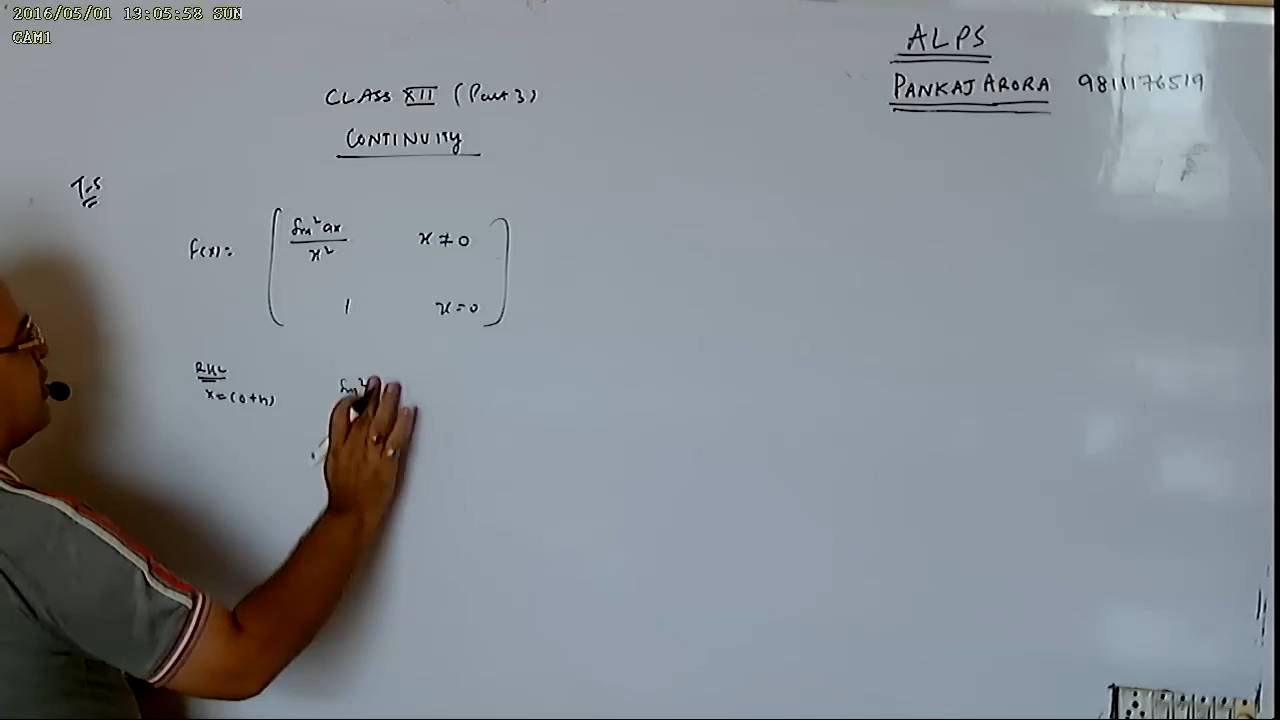 2016/05/01 13:05:58 SUN
CAM1
ALPS
PANKAJ ARORA 9811176519
CLASS XII (Part 3)
CONTINUITY
T-5
f(x) = sin²ax / x² x ≠ 0
1 x = 0
RHL
x = (0+h) sin²